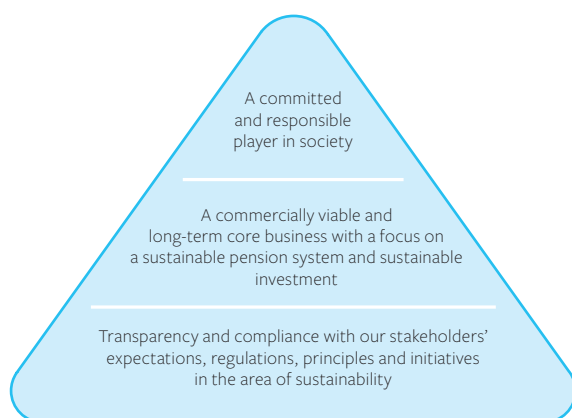 A committed
and responsible
player in society
A commercially viable and
long-term core business with a focus on
a sustainable pension system and sustainable
investment
Transparency and compliance with our stakeholders’
expectations, regulations, principles and initiatives
in the area of sustainability